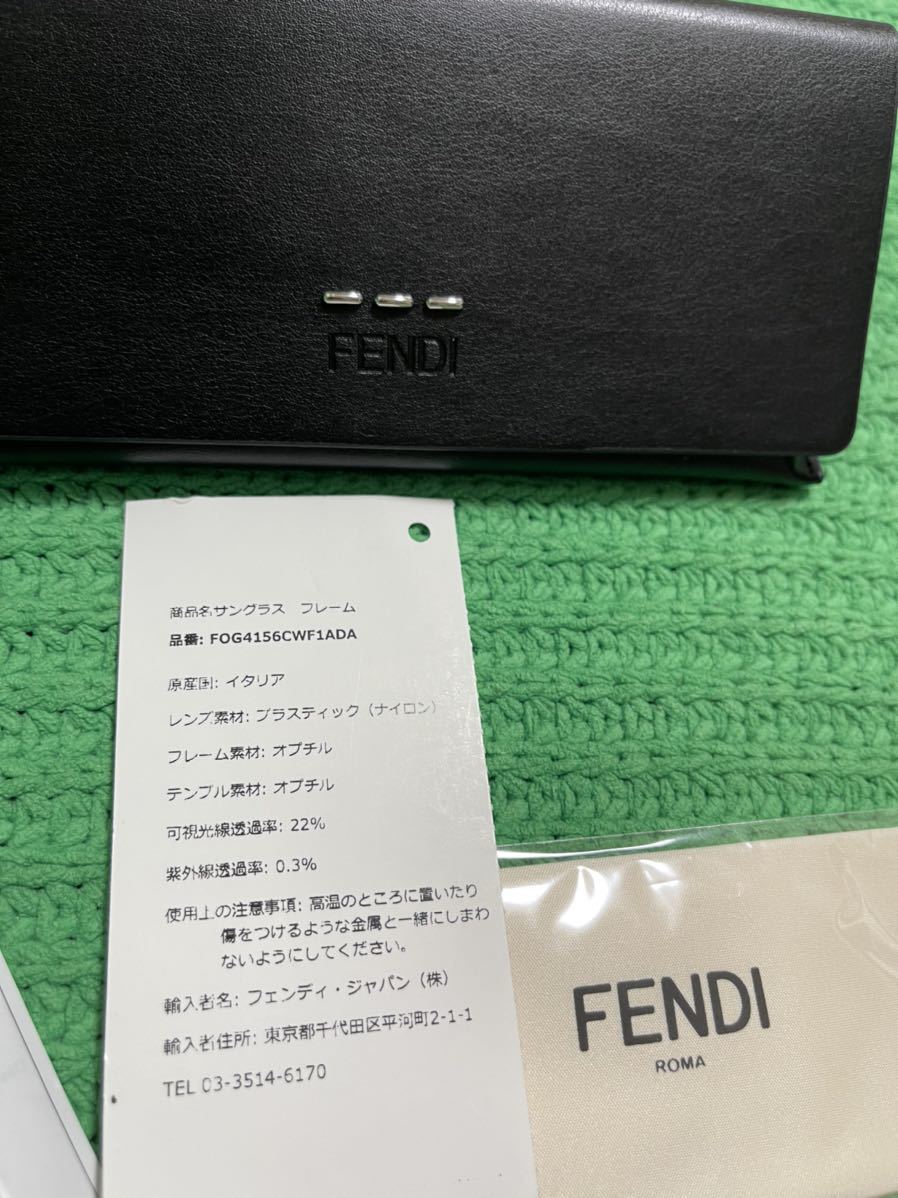 FENDI
商品名サングラス　フレーム
品番: FOG4156CWF1ADA
原産国: イタリア
レンズ素材: プラスティック（ナイロン）
フレーム素材: オプチル
テンプル素材: オプチル
可視光線透過率: 22%
紫外線透過率: 0.3%
使用上の注意事項: 高温のところに置いたり
傷をつけるような金属と一緒にしまわ
ないようにしてください。
輸入者名: フェンディ・ジャパン（株）
輸入者住所: 東京都千代田区平河町2-1-1
TEL 03-3514-6170
FENDI
ROMA